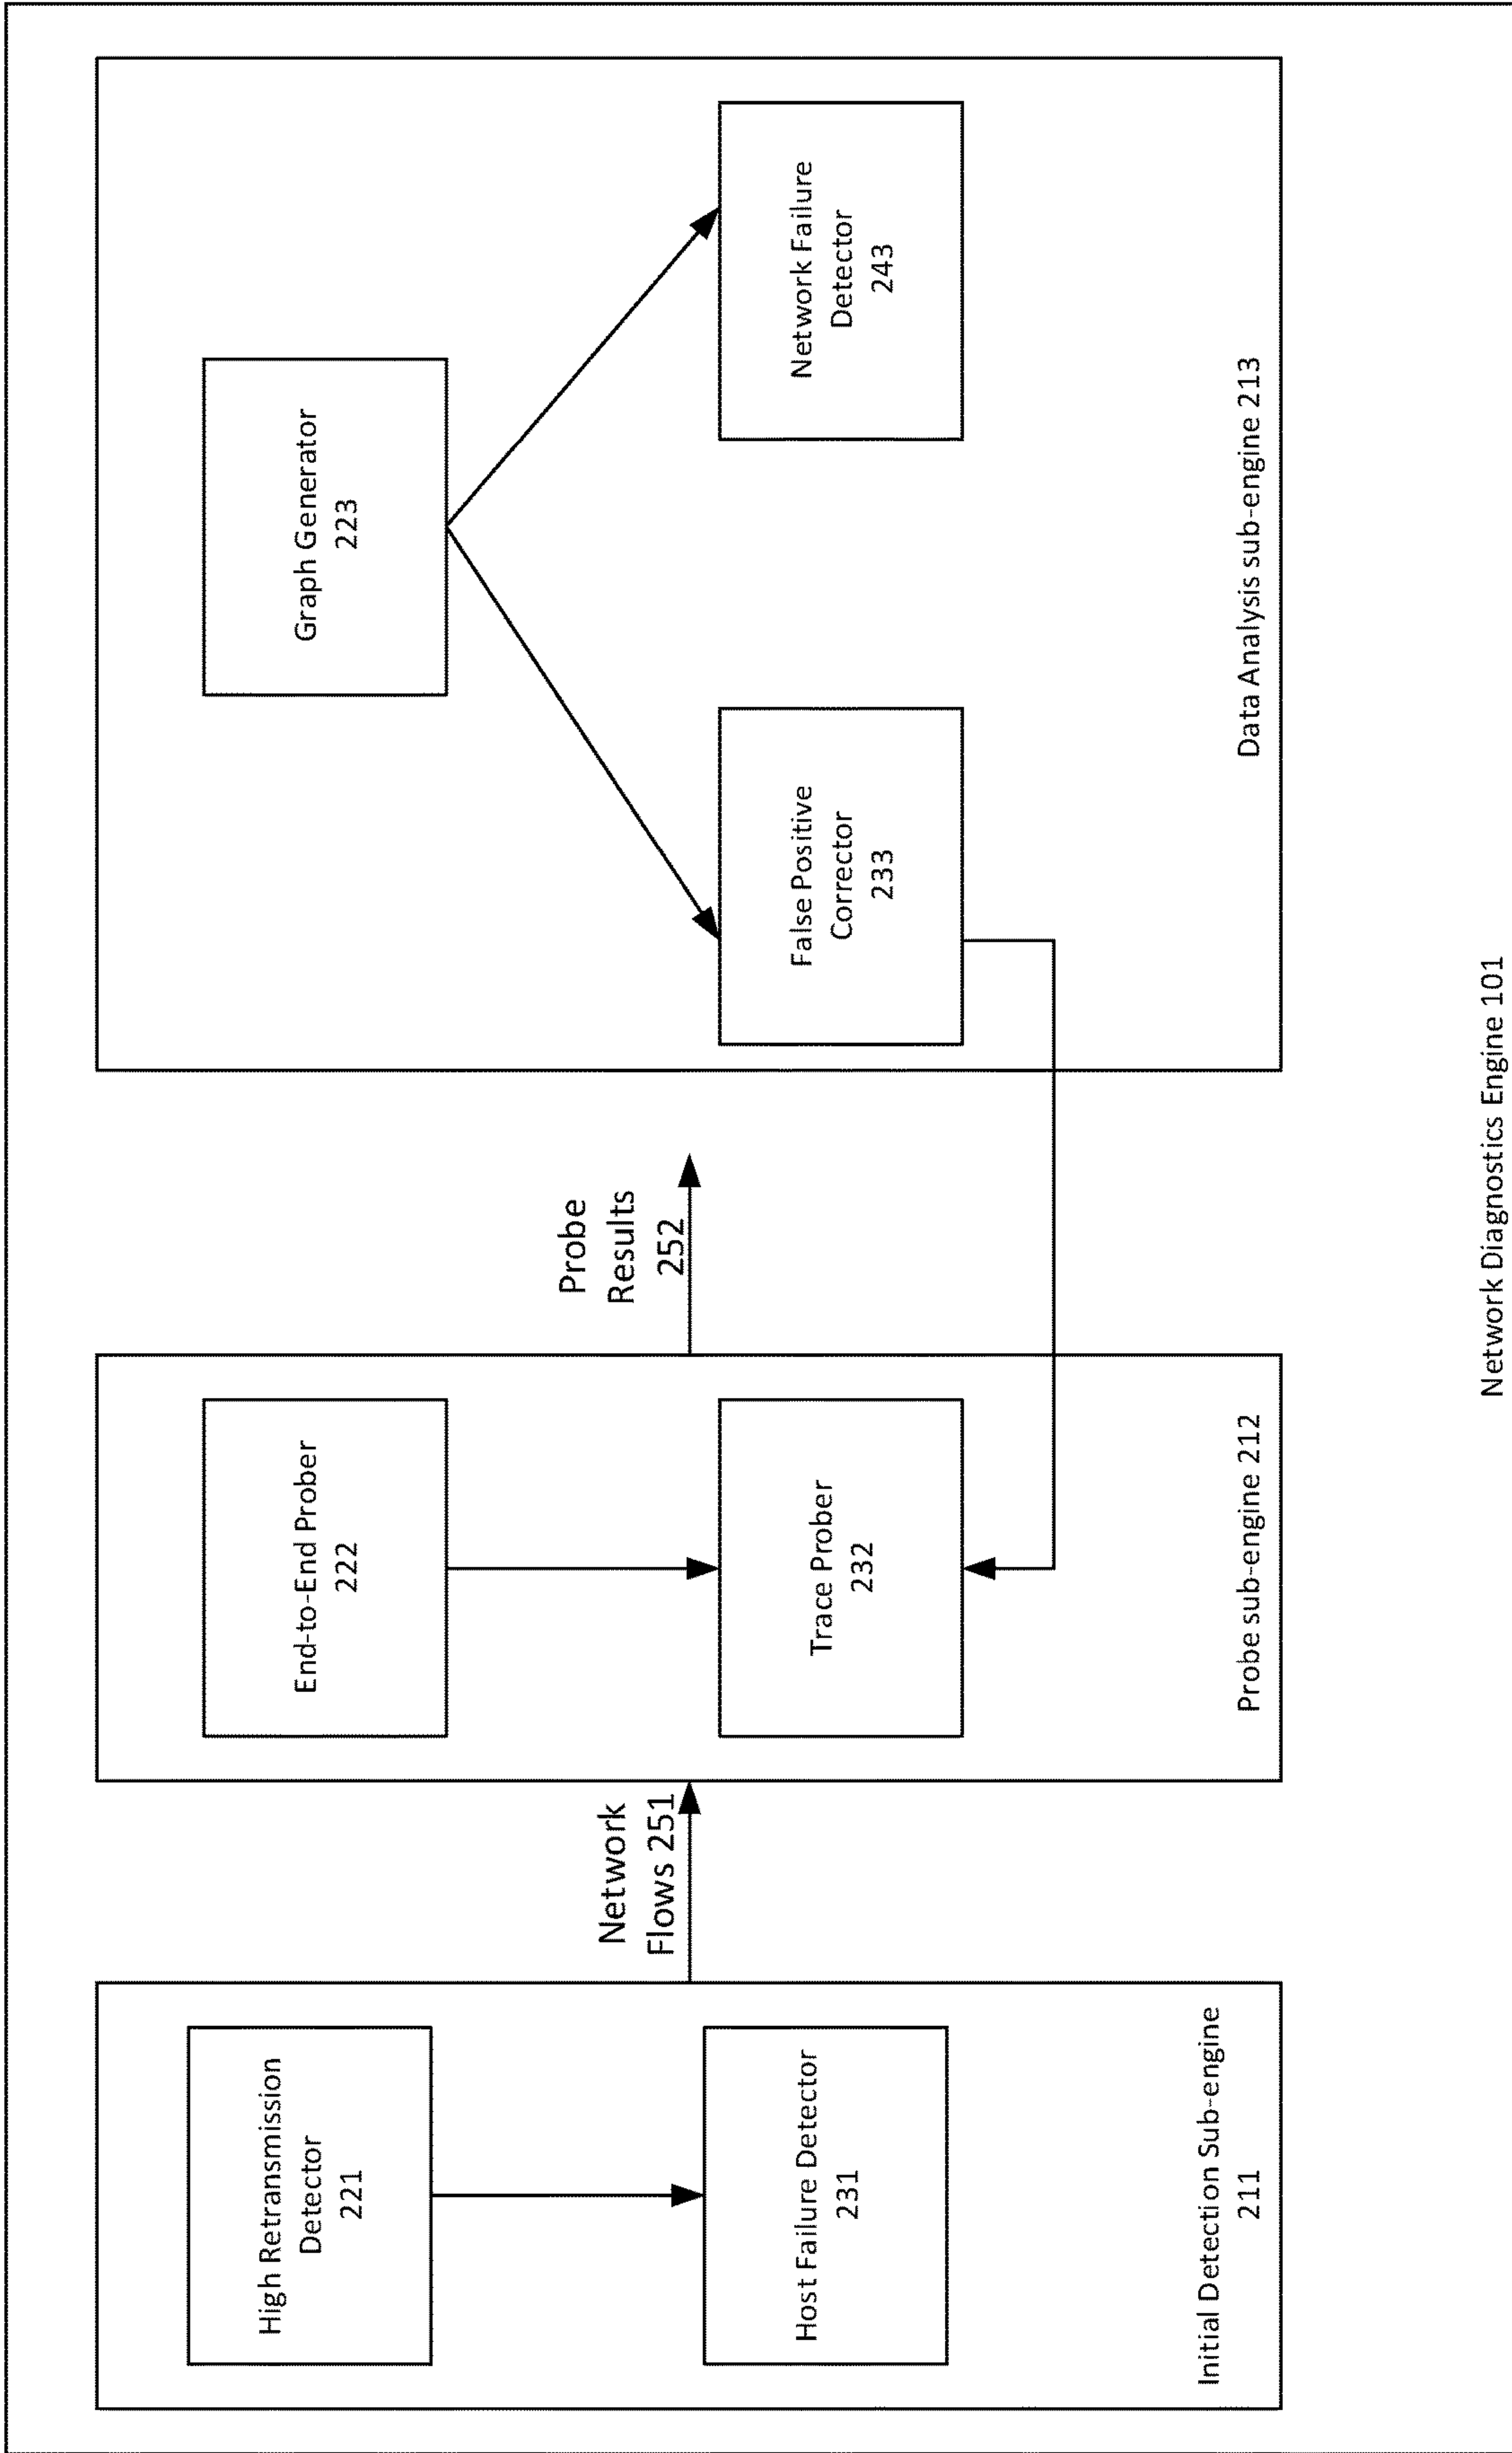 High Retransmission
Detector
221
Host Failure Detector
231
Initial Detection Sub-engine
211
Network
Flows 251
End-to-End Prober
222
Trace Prober
232
Probe sub-engine 212
Probe
Results
252
Graph Generator
223
False Positive
Corrector
233
Network Failure
Detector
243
Data Analysis sub-engine 213
Network Diagnostics Engine 101